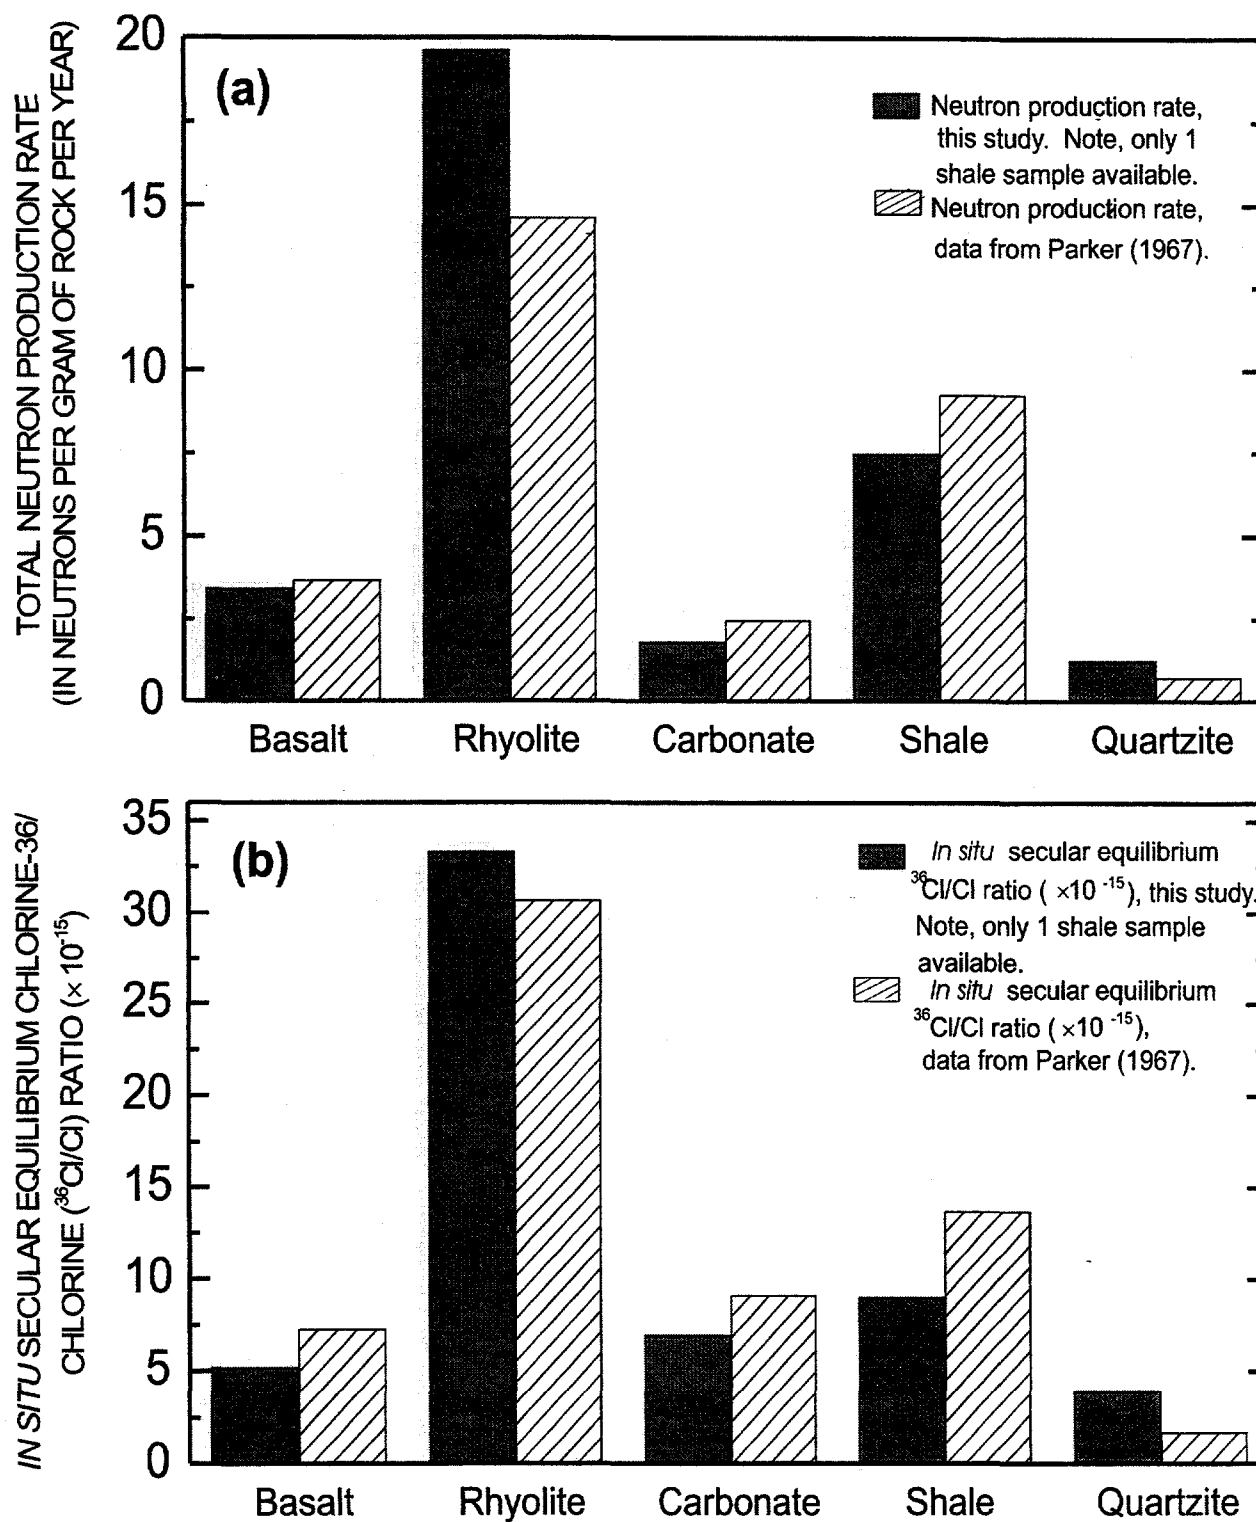 TOTAL NEUTRON PRODUCTION RATE
(IN NEUTRONS PER GRAM OF ROCK PER YEAR)
20
15
10
5
0
(a)
Neutron production rate,
this study. Note, only 1
shale sample available.
Neutron production rate,
data from Parker (1967).
Basalt
Rhyolite
Carbonate
Shale
Quartzite
IN SITU SECULAR EQUILIBRIUM CHLORINE-36/
CHLORINE (³⁶Cl/Cl) RATIO (× 10⁻¹⁵)
35
30
25
20
15
10
5
0
(b)
In situ secular equilibrium
³⁶Cl/Cl ratio ( ×10 ⁻¹⁵), this study.
Note, only 1 shale sample
available.
In situ secular equilibrium
³⁶Cl/Cl ratio ( ×10 ⁻¹⁵),
data from Parker (1967).
Basalt
Rhyolite
Carbonate
Shale
Quartzite